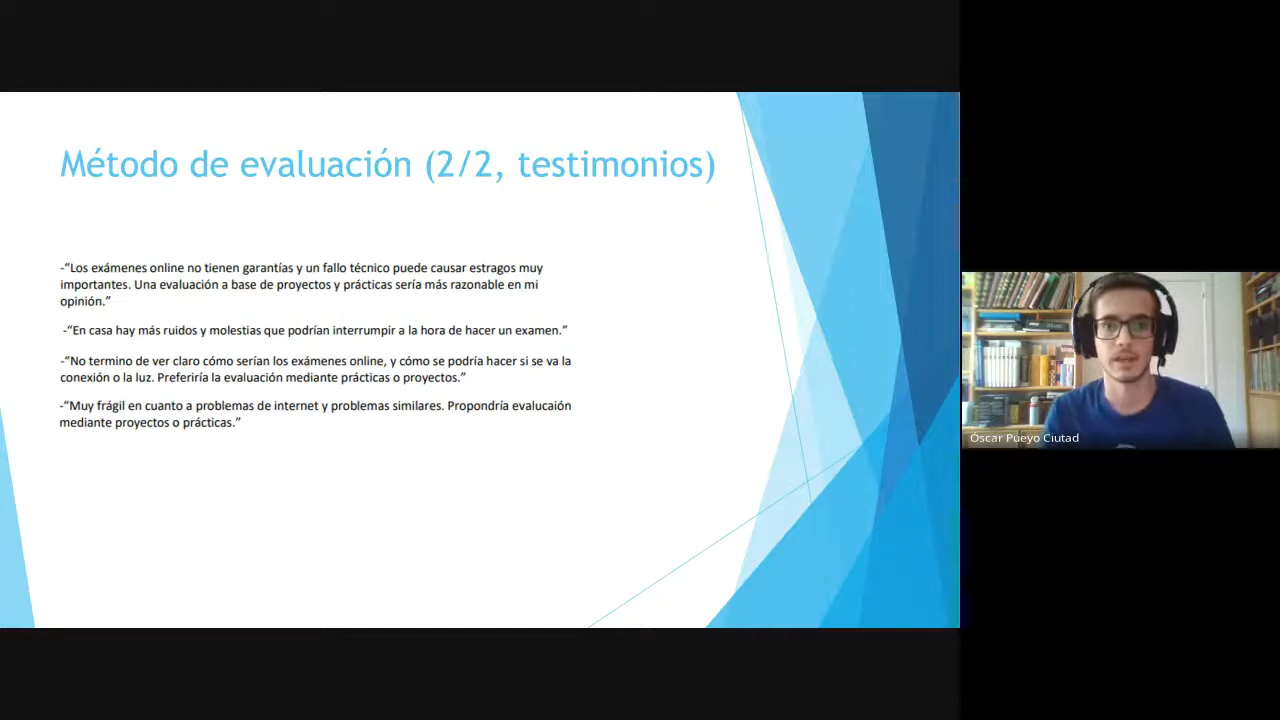 Método de evaluación (2/2, testimonios)
-“Los exámenes online no tienen garantías y un fallo técnico puede causar estragos muy
importantes. Una evaluación a base de proyectos y prácticas sería más razonable en mi
opinión.”
-“En casa hay más ruidos y molestias que podrían interrumpir a la hora de hacer un examen.”
-“No termino de ver claro cómo serían los exámenes online, y cómo se podría hacer si se va la
conexión o la luz. Preferiría la evaluación mediante prácticas o proyectos.”
-“Muy frágil en cuanto a problemas de internet y problemas similares. Propondría evalucaión
mediante proyectos o prácticas.”
Óscar Pueyo Ciutad